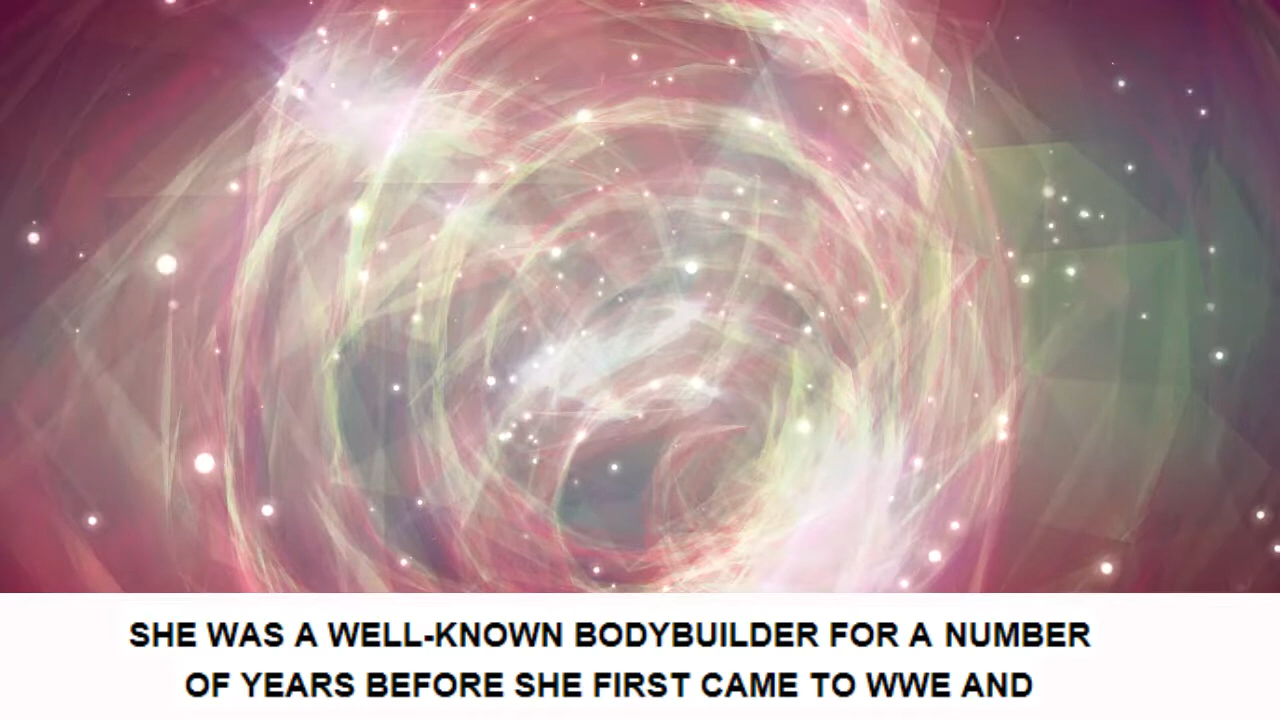 SHE WAS A WELL-KNOWN BODYBUILDER FOR A NUMBER
OF YEARS BEFORE SHE FIRST CAME TO WWE AND